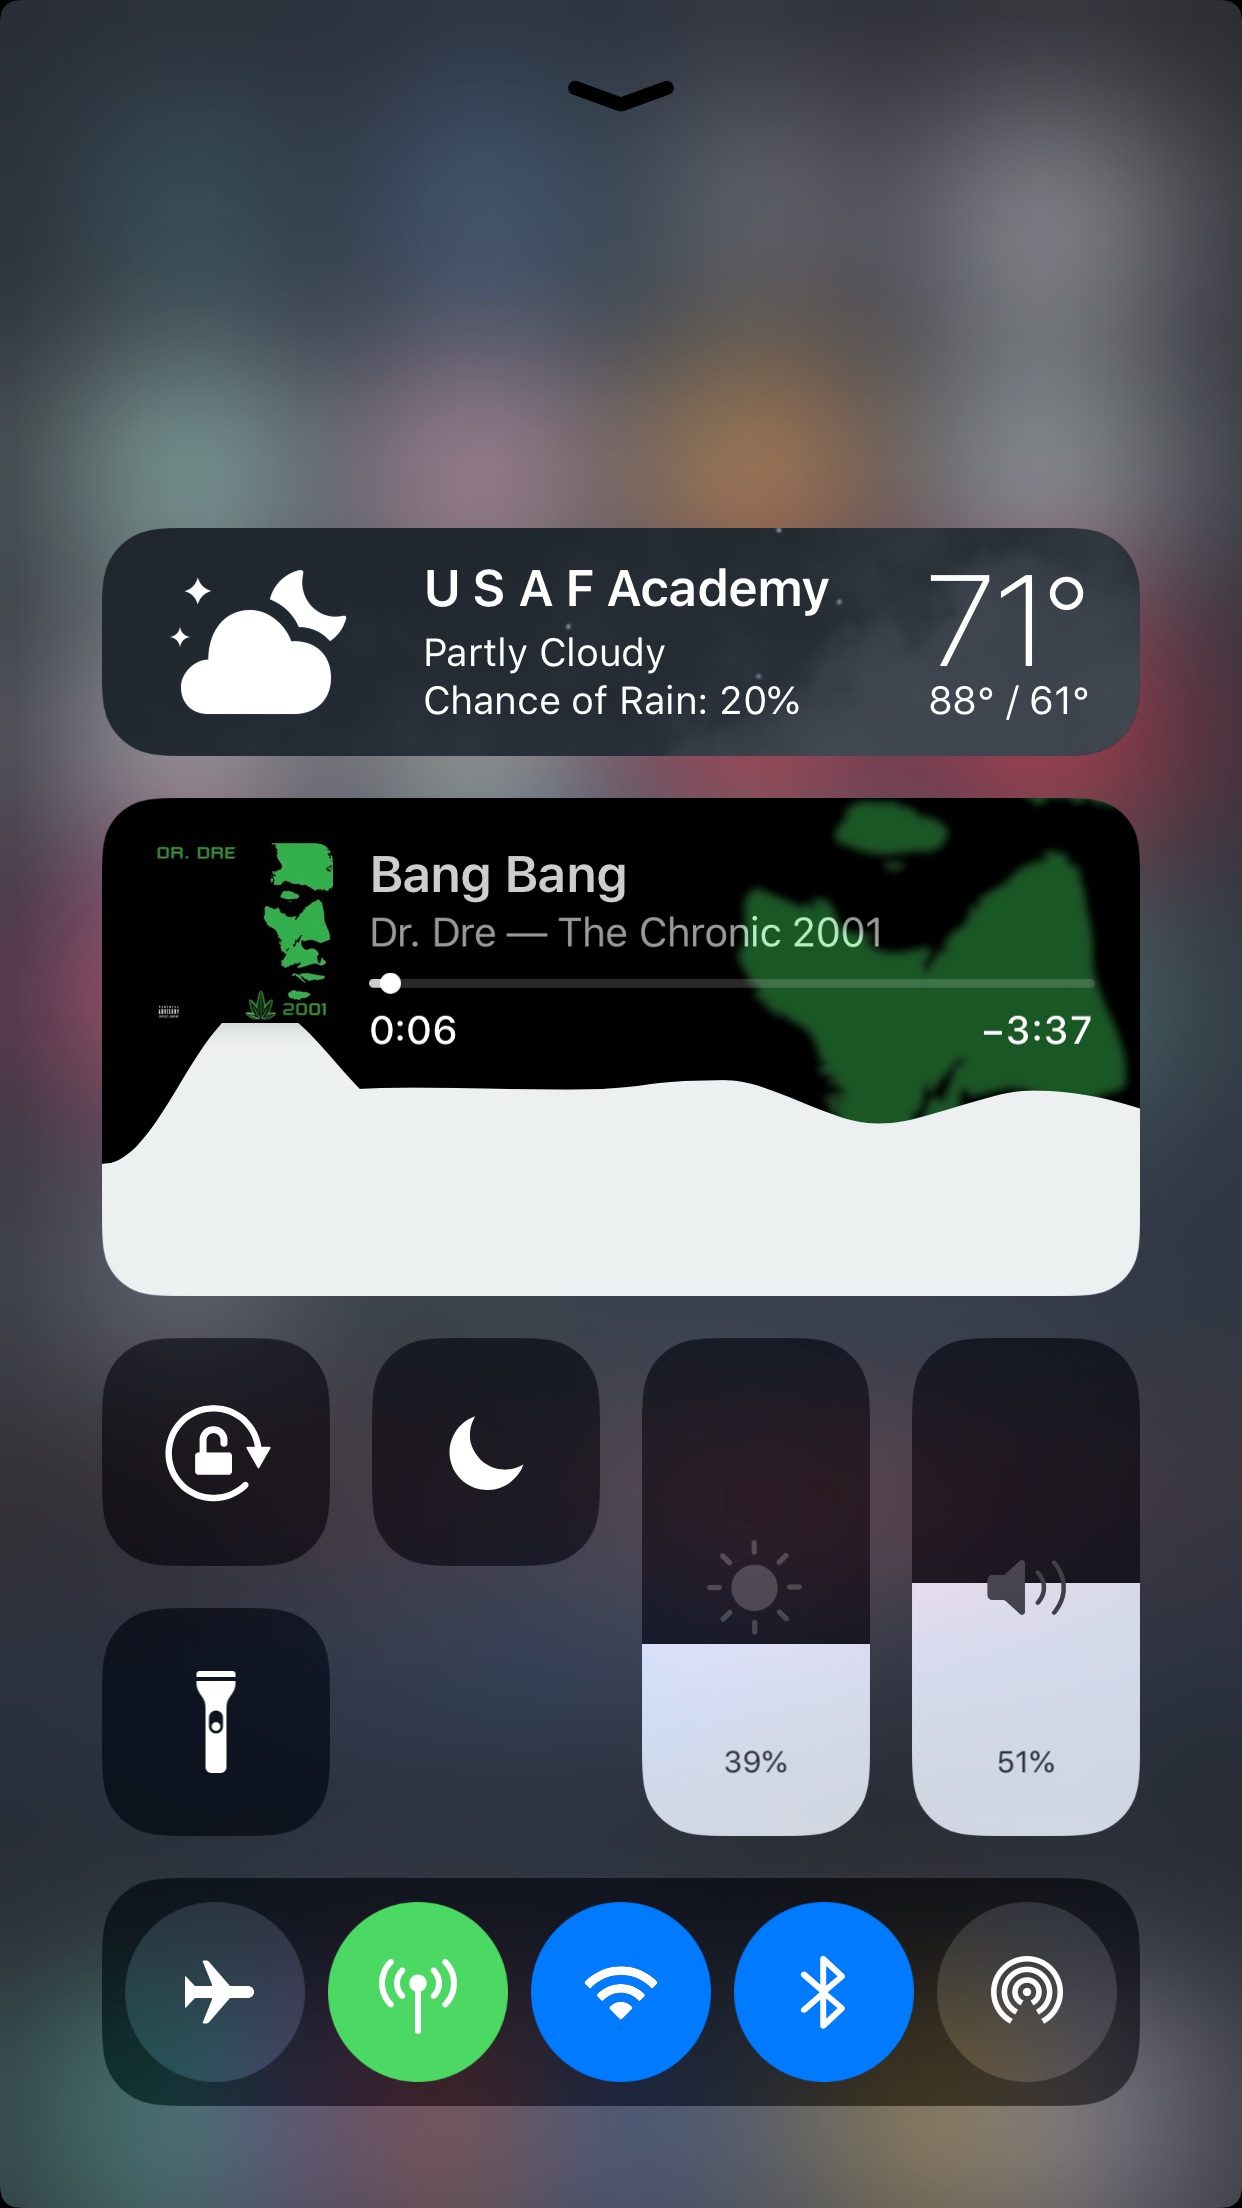 U S A F Academy
Partly Cloudy
Chance of Rain: 20%
71°
88° / 61°
DR. DRE
2001
Bang Bang
Dr. Dre — The Chronic 2001
0:06
−3:37
39%
51%